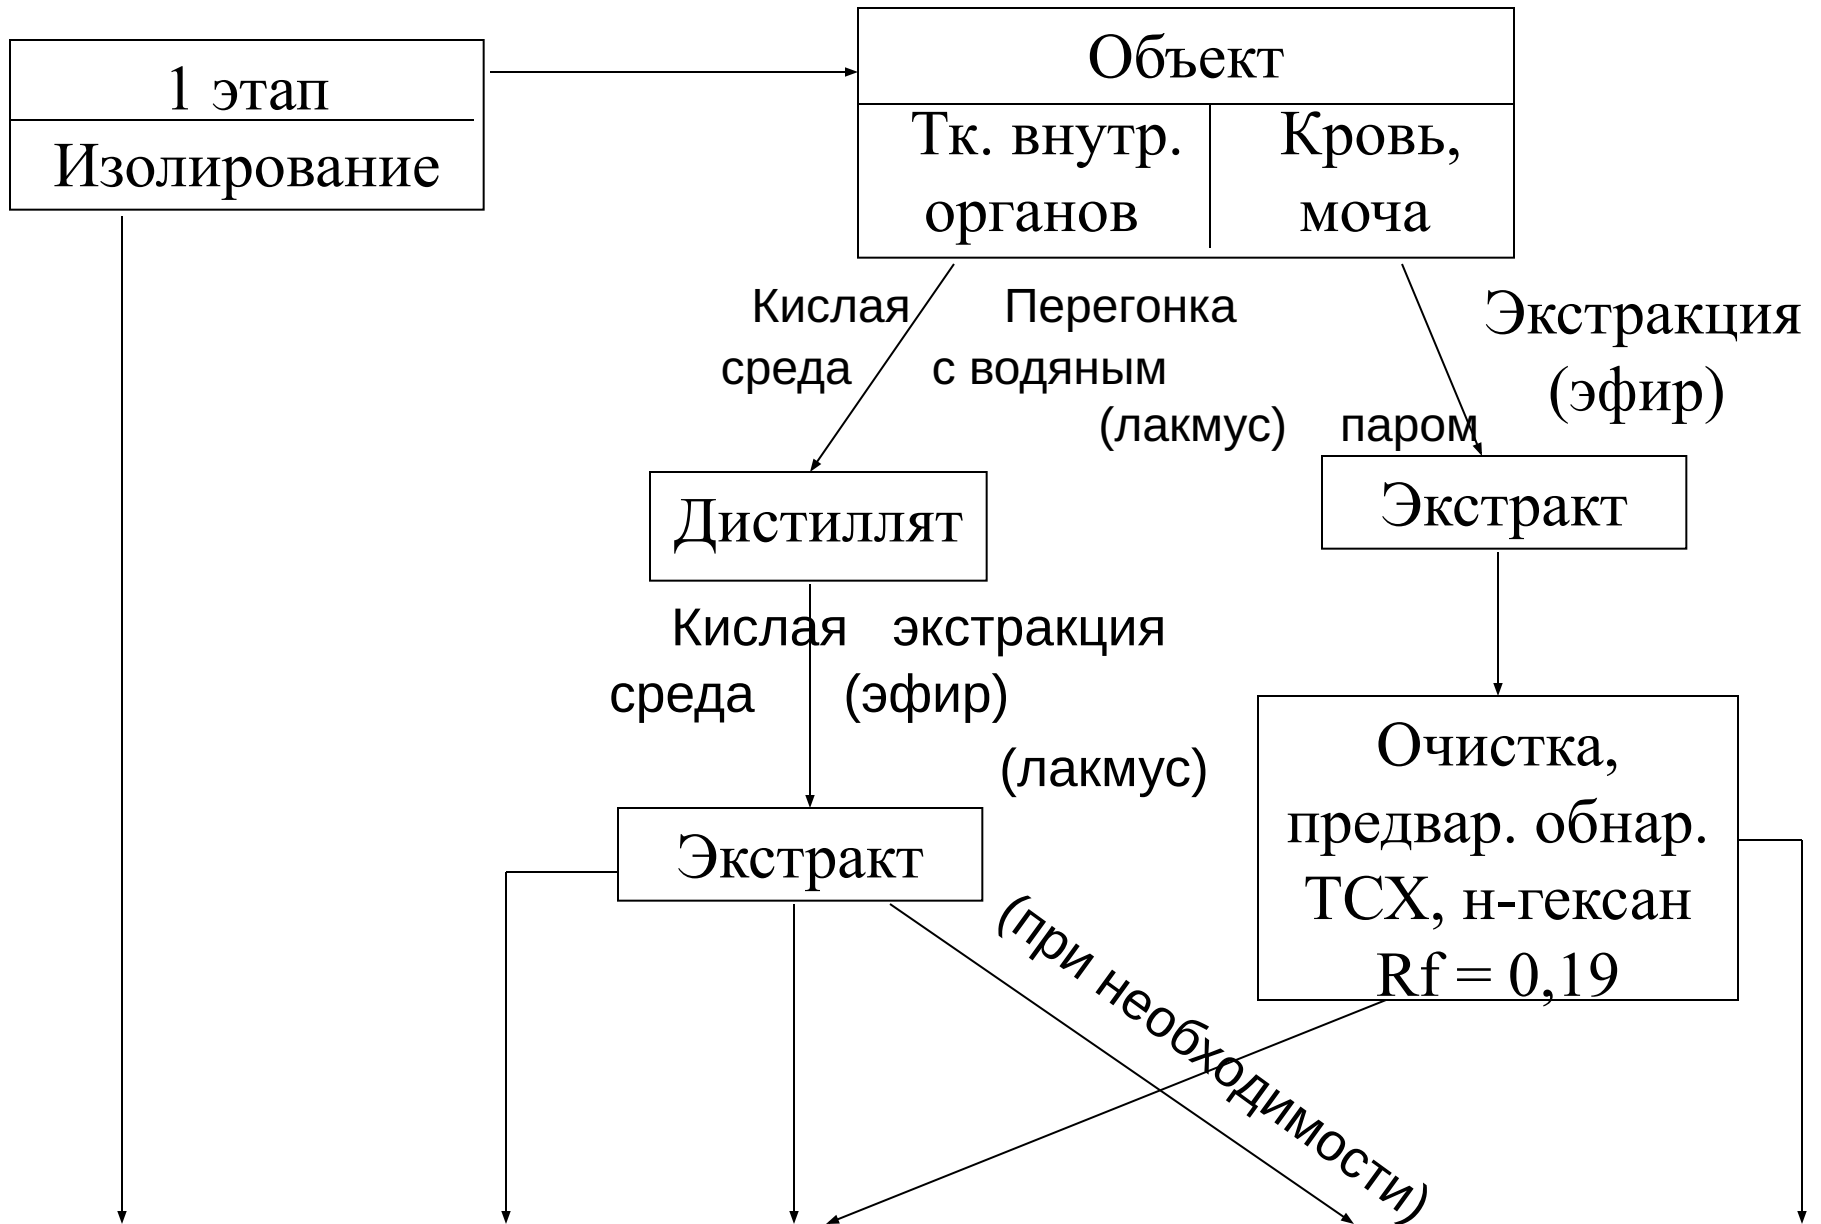 1 этап
Изолирование
Объект
Тк. внутр.
органов
Кровь,
моча
Кислая Перегонка
среда с водяным
(лакмус) паром
Экстракция
(эфир)
Дистиллят
Экстракт
Кислая экстракция
среда (эфир)
(лакмус)
Экстракт
(при необходимости)
Очистка,
предвар. обнар.
ТСХ, н-гексан
Rf = 0,19